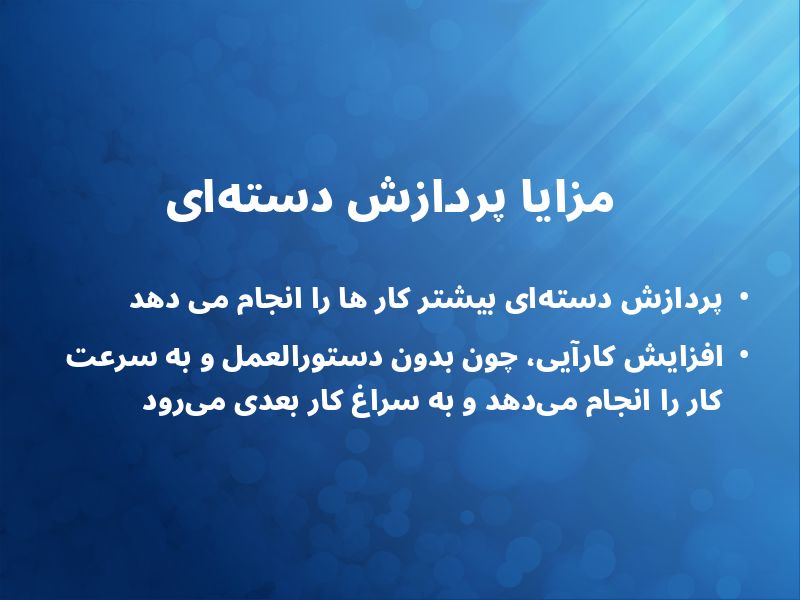 مزایا پردازش دسته‌ای
• پردازش دسته‌ای بیشتر کار ها را انجام می دهد
• افزایش کارآیی، چون بدون دستورالعمل و به سرعت
کار را انجام می‌دهد و به سراغ کار بعدی می‌رود